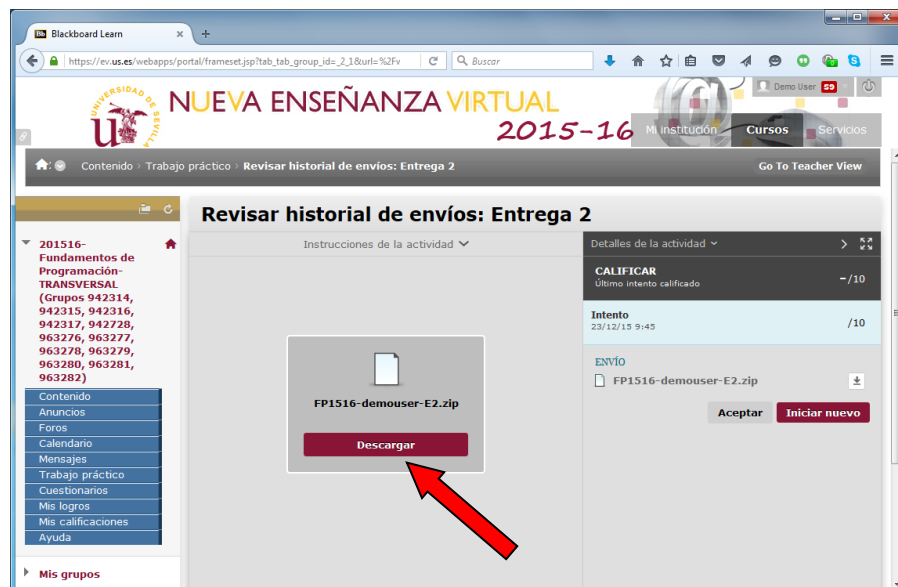 Blackboard Learn
https://ev.us.es/webapps/portal/frameset.jsp?tab_tab_group_id=_2_1&url=%2Fv
Buscar
NUEVA ENSEÑANZA VIRTUAL
2015-16
UNIVERSIDAD DE SEVILLA
Demo User 59
Mi institución
Cursos
Servicios
Contenido > Trabajo práctico > Revisar historial de envíos: Entrega 2
Go To Teacher View
Revisar historial de envíos: Entrega 2
201516-
Fundamentos de
Programación-
TRANSVERSAL
(Grupos 942314,
942315, 942316,
942317, 942728,
963276, 963277,
963278, 963279,
963280, 963281,
963282)
Contenido
Anuncios
Foros
Calendario
Mensajes
Trabajo práctico
Cuestionarios
Mis logros
Mis calificaciones
Ayuda
Mis grupos
Instrucciones de la actividad
FP1516-demouser-E2.zip
Descargar
Detalles de la actividad
CALIFICAR
Último intento calificado
-/10
Intento
23/12/15 9:45
/10
ENVÍO
FP1516-demouser-E2.zip
Aceptar
Iniciar nuevo